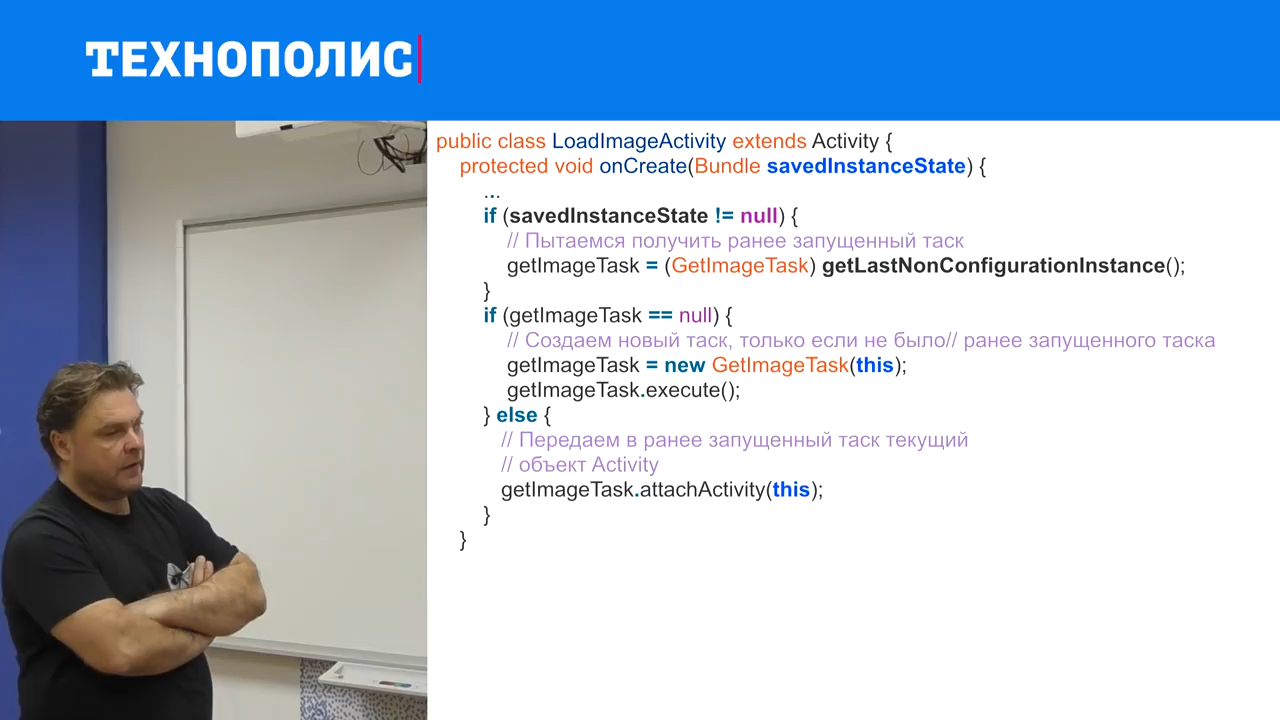 ТЕХНОПОЛИС
public class LoadImageActivity extends Activity {
protected void onCreate(Bundle savedInstanceState) {
...
if (savedInstanceState != null) {
// Пытаемся получить ранее запущенный таск
getImageTask = (GetImageTask) getLastNonConfigurationInstance();
}
if (getImageTask == null) {
// Создаем новый таск, только если не было// ранее запущенного таска
getImageTask = new GetImageTask(this);
getImageTask.execute();
} else {
// Передаем в ранее запущенный таск текущий
// объект Activity
getImageTask.attachActivity(this);
}
}